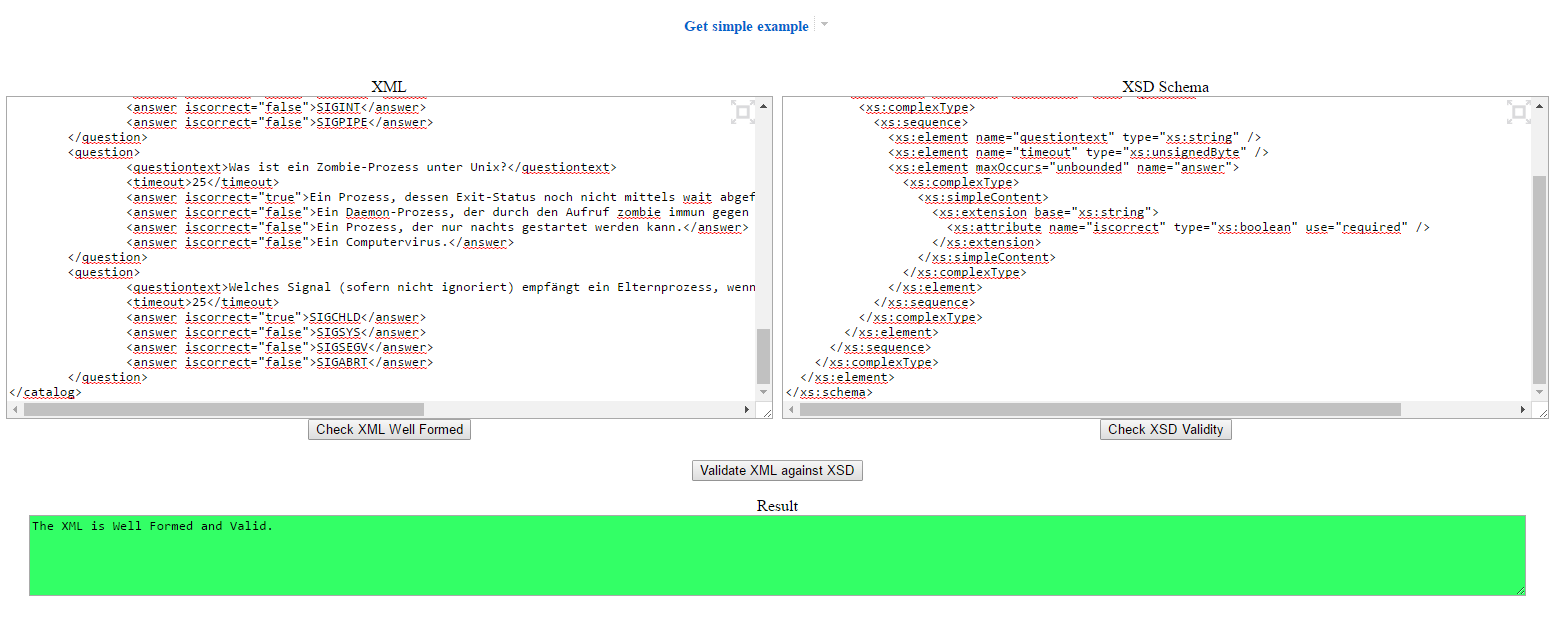 Get simple example
XML
<answer iscorrect="false">SIGINT</answer>
<answer iscorrect="false">SIGPIPE</answer>
</question>
<question>
<questiontext>Was ist ein Zombie-Prozess unter Unix?</questiontext>
<timeout>25</timeout>
<answer iscorrect="true">Ein Prozess, dessen Exit-Status noch nicht mittels wait abgef
<answer iscorrect="false">Ein Daemon-Prozess, der durch den Aufruf zombie immun gegen
<answer iscorrect="false">Ein Prozess, der nur nachts gestartet werden kann.</answer>
<answer iscorrect="false">Ein Computervirus.</answer>
</question>
<question>
<questiontext>Welches Signal (sofern nicht ignoriert) empfängt ein Elternprozess, wenn
<timeout>25</timeout>
<answer iscorrect="true">SIGCHLD</answer>
<answer iscorrect="false">SIGSYS</answer>
<answer iscorrect="false">SIGSEGV</answer>
<answer iscorrect="false">SIGABRT</answer>
</question>
</catalog>
Check XML Well Formed
XSD Schema
<xs:complexType>
<xs:sequence>
<xs:element name="questiontext" type="xs:string" />
<xs:element name="timeout" type="xs:unsignedByte" />
<xs:element maxOccurs="unbounded" name="answer">
<xs:complexType>
<xs:simpleContent>
<xs:extension base="xs:string">
<xs:attribute name="iscorrect" type="xs:boolean" use="required" />
</xs:extension>
</xs:simpleContent>
</xs:complexType>
</xs:element>
</xs:sequence>
</xs:complexType>
</xs:element>
</xs:sequence>
</xs:complexType>
</xs:element>
</xs:schema>
Check XSD Validity
Validate XML against XSD
Result
The XML is Well Formed and Valid.